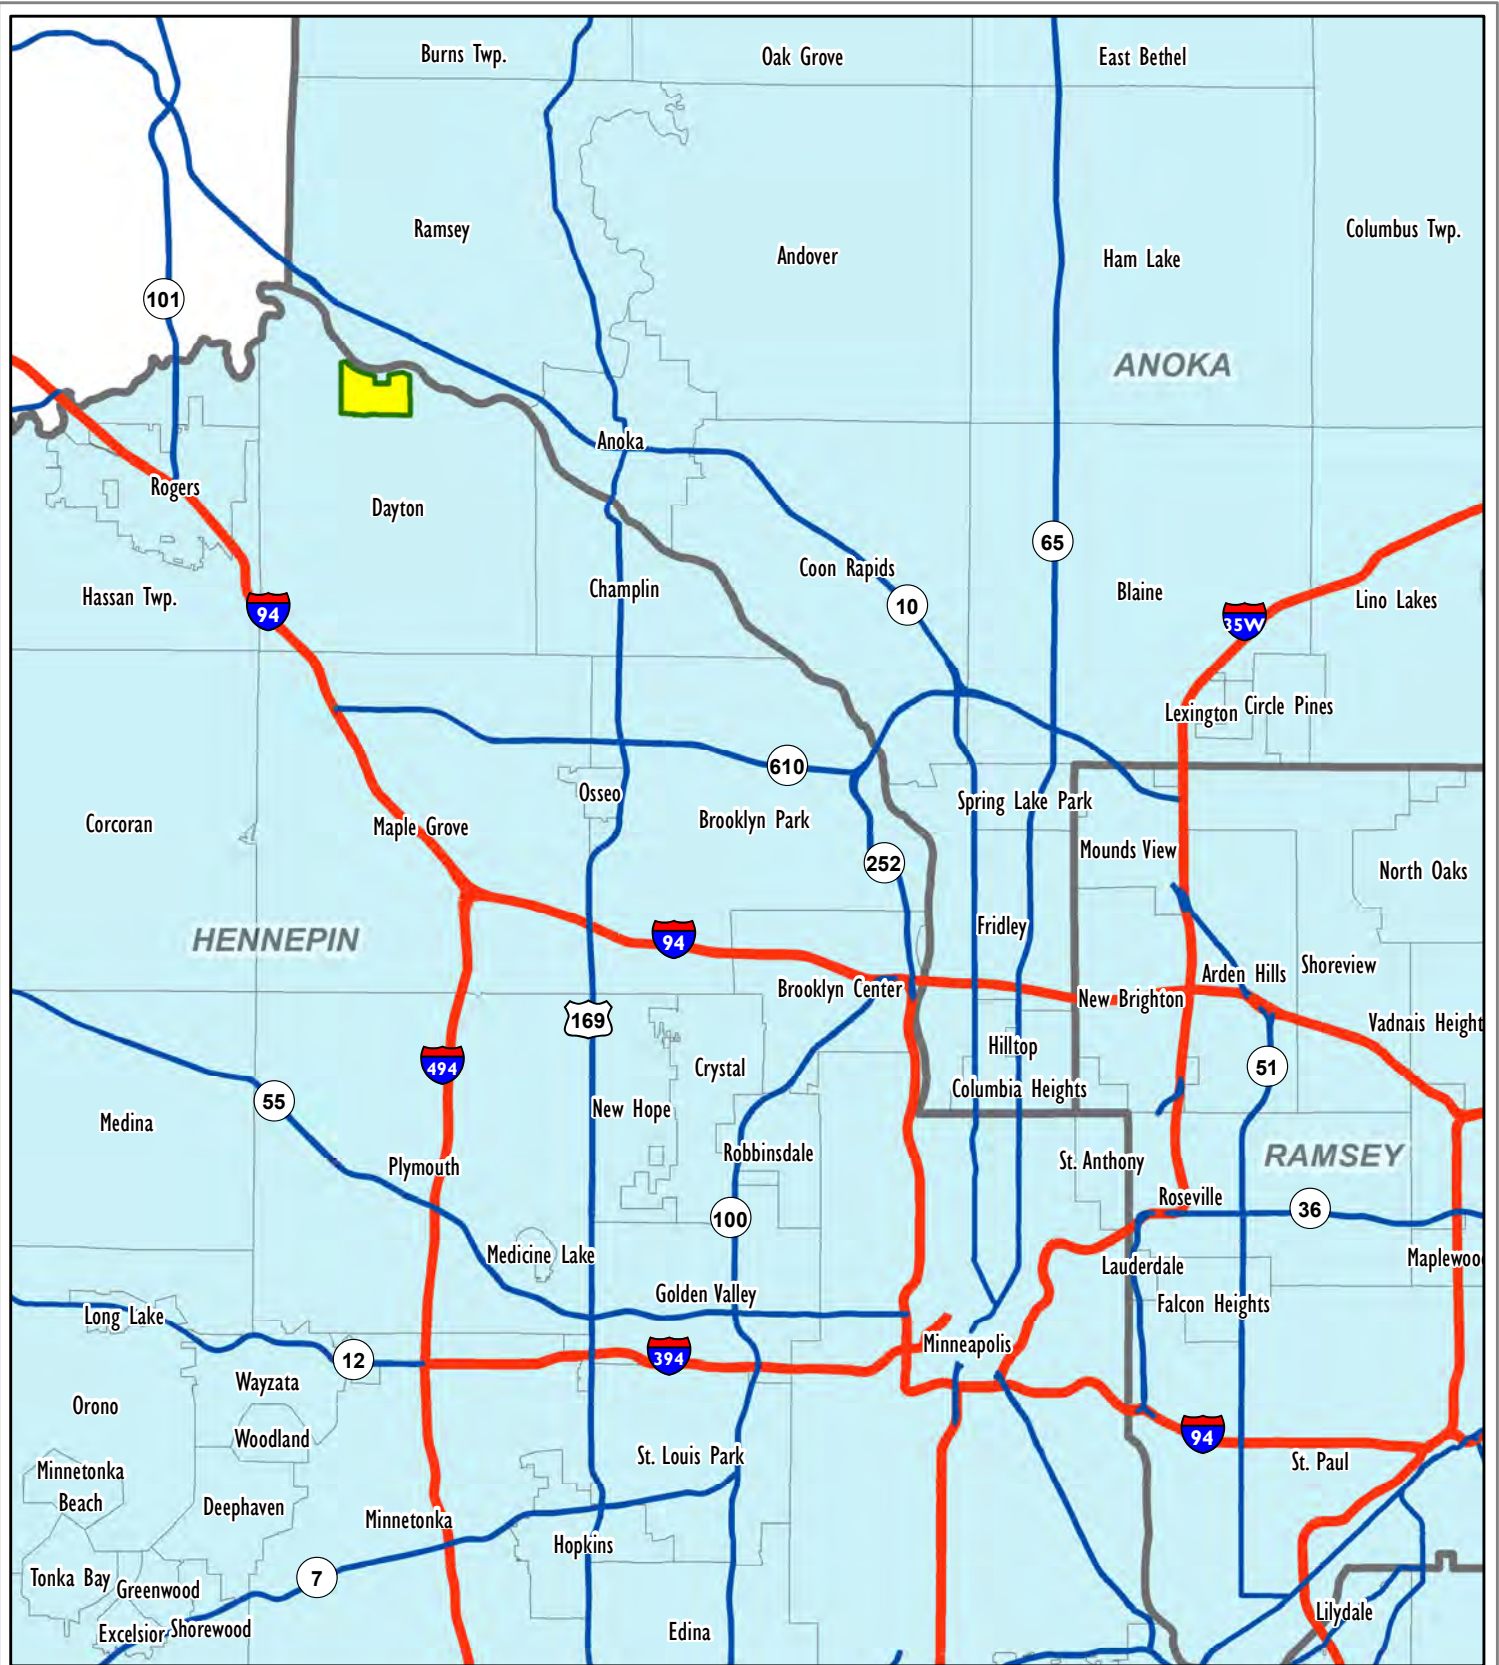 Burns Twp.
Oak Grove
East Bethel
Ramsey
Andover
Ham Lake
Columbus Twp.
101
ANOKA
Anoka
Rogers
Dayton
65
Coon Rapids
Champlin
Hassan Twp.
94
10
Blaine
35W
Lino Lakes
Lexington
Circle Pines
610
Osseo
Spring Lake Park
Corcoran
Maple Grove
Brooklyn Park
Mounds View
252
North Oaks
HENNEPIN
94
Fridley
Arden Hills
Shoreview
Brooklyn Center
New Brighton
169
Vadnais Height
Hilltop
494
Crystal
51
Columbia Heights
55
New Hope
Medina
Robbinsdale
St. Anthony
RAMSEY
Plymouth
Roseville
100
36
Medicine Lake
Lauderdale
Maplewoo
Golden Valley
Falcon Heights
Long Lake
Minneapolis
12
394
Wayzata
Orono
Woodland
94
St. Louis Park
St. Paul
Minnetonka
Beach
Deephaven
Minnetonka
Hopkins
Tonka Bay
Greenwood
7
Lilydale
Excelsior
Shorewood
Edina